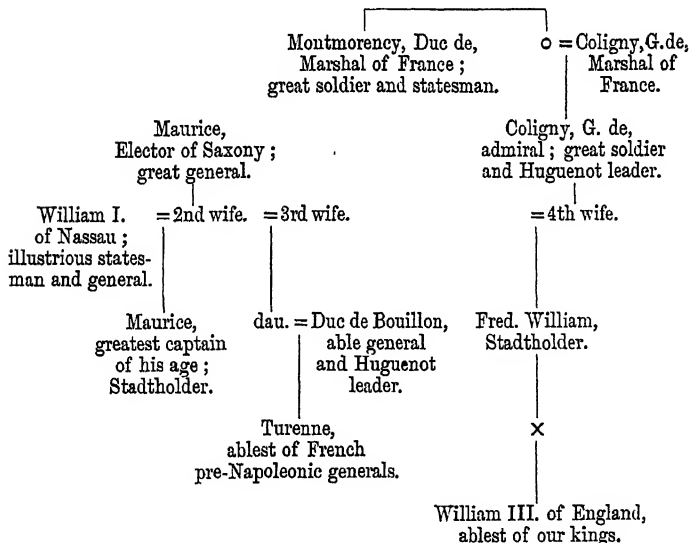 Montmorency, Duc de,
Marshal of France;
great soldier and statesman.
o = Coligny, G. de,
Marshal of
France.
Maurice,
Elector of Saxony;
great general.
Coligny, G. de,
admiral; great soldier
and Huguenot leader.
William I.
of Nassau;
illustrious states-
man and general.
= 2nd wife.
= 3rd wife.
= 4th wife.
Maurice,
greatest captain
of his age;
Stadtholder.
dau. = Duc de Bouillon,
able general
and Huguenot
leader.
Fred. William,
Stadtholder.
Turenne,
ablest of French
pre-Napoleonic generals.
×
William III. of England,
ablest of our kings.